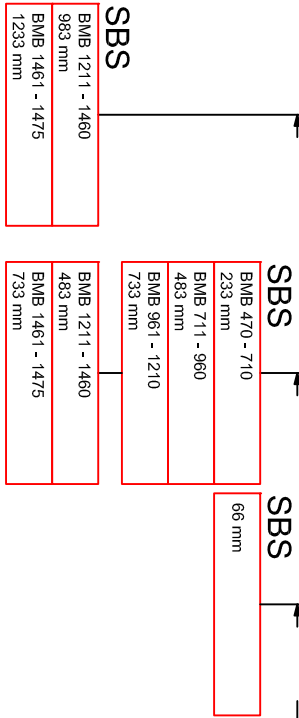 SBS
BMB 1211 - 1460
983 mm
BMB 1461 - 1475
1233 mm
SBS
BMB 470 - 710
233 mm
BMB 711 - 960
483 mm
BMB 961 - 1210
733 mm
BMB 1211 - 1460
483 mm
BMB 1461 - 1475
733 mm
SBS
66 mm